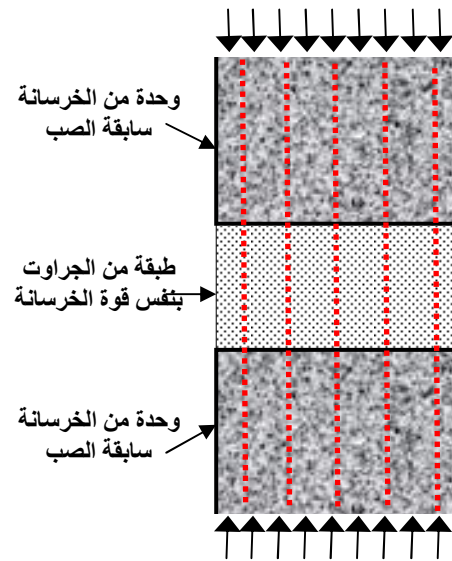 وحدة من الخرسانة
سابقة الصب
طبقة من الجراوت
بنفس قوة الخرسانة
وحدة من الخرسانة
سابقة الصب